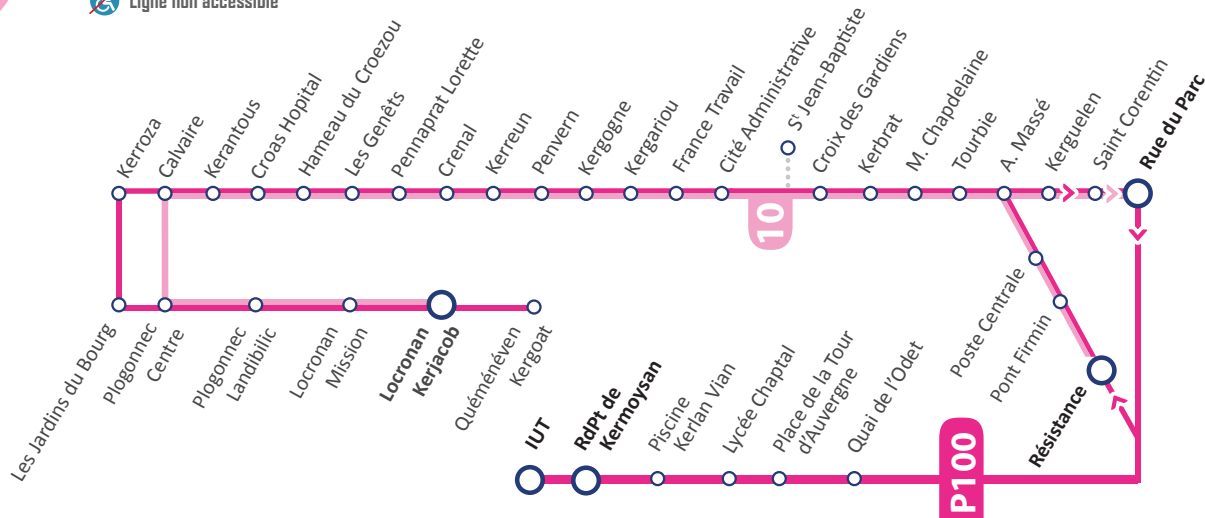 Ligne non accessible
Kerroza
Calvaire
Kerantous
Croas Hopital
Hameau du Croezou
Les Genêts
Pennaprat Lorette
Crenal
Kerreun
Penvern
Kergogne
Kergariou
France Travail
Cité Administrative
Sᵗ Jean-Baptiste
Croix des Gardiens
Kerbrat
M. Chapdelaine
Tourbie
A. Massé
Kerguelen
Saint Corentin
Rue du Parc
10
Les Jardins du Bourg
Plogonnec
Centre
Plogonnec
Landibilic
Locronan
Mission
Locronan
Kerjacob
Quéménéven
Kergoat
Poste Centrale
Pont Firmin
Résistance
IUT
RdPt de
Kermoysan
Piscine
Kerlan Vian
Lycée Chaptal
Place de la Tour
d'Auvergne
Quai de l'Odet
P100